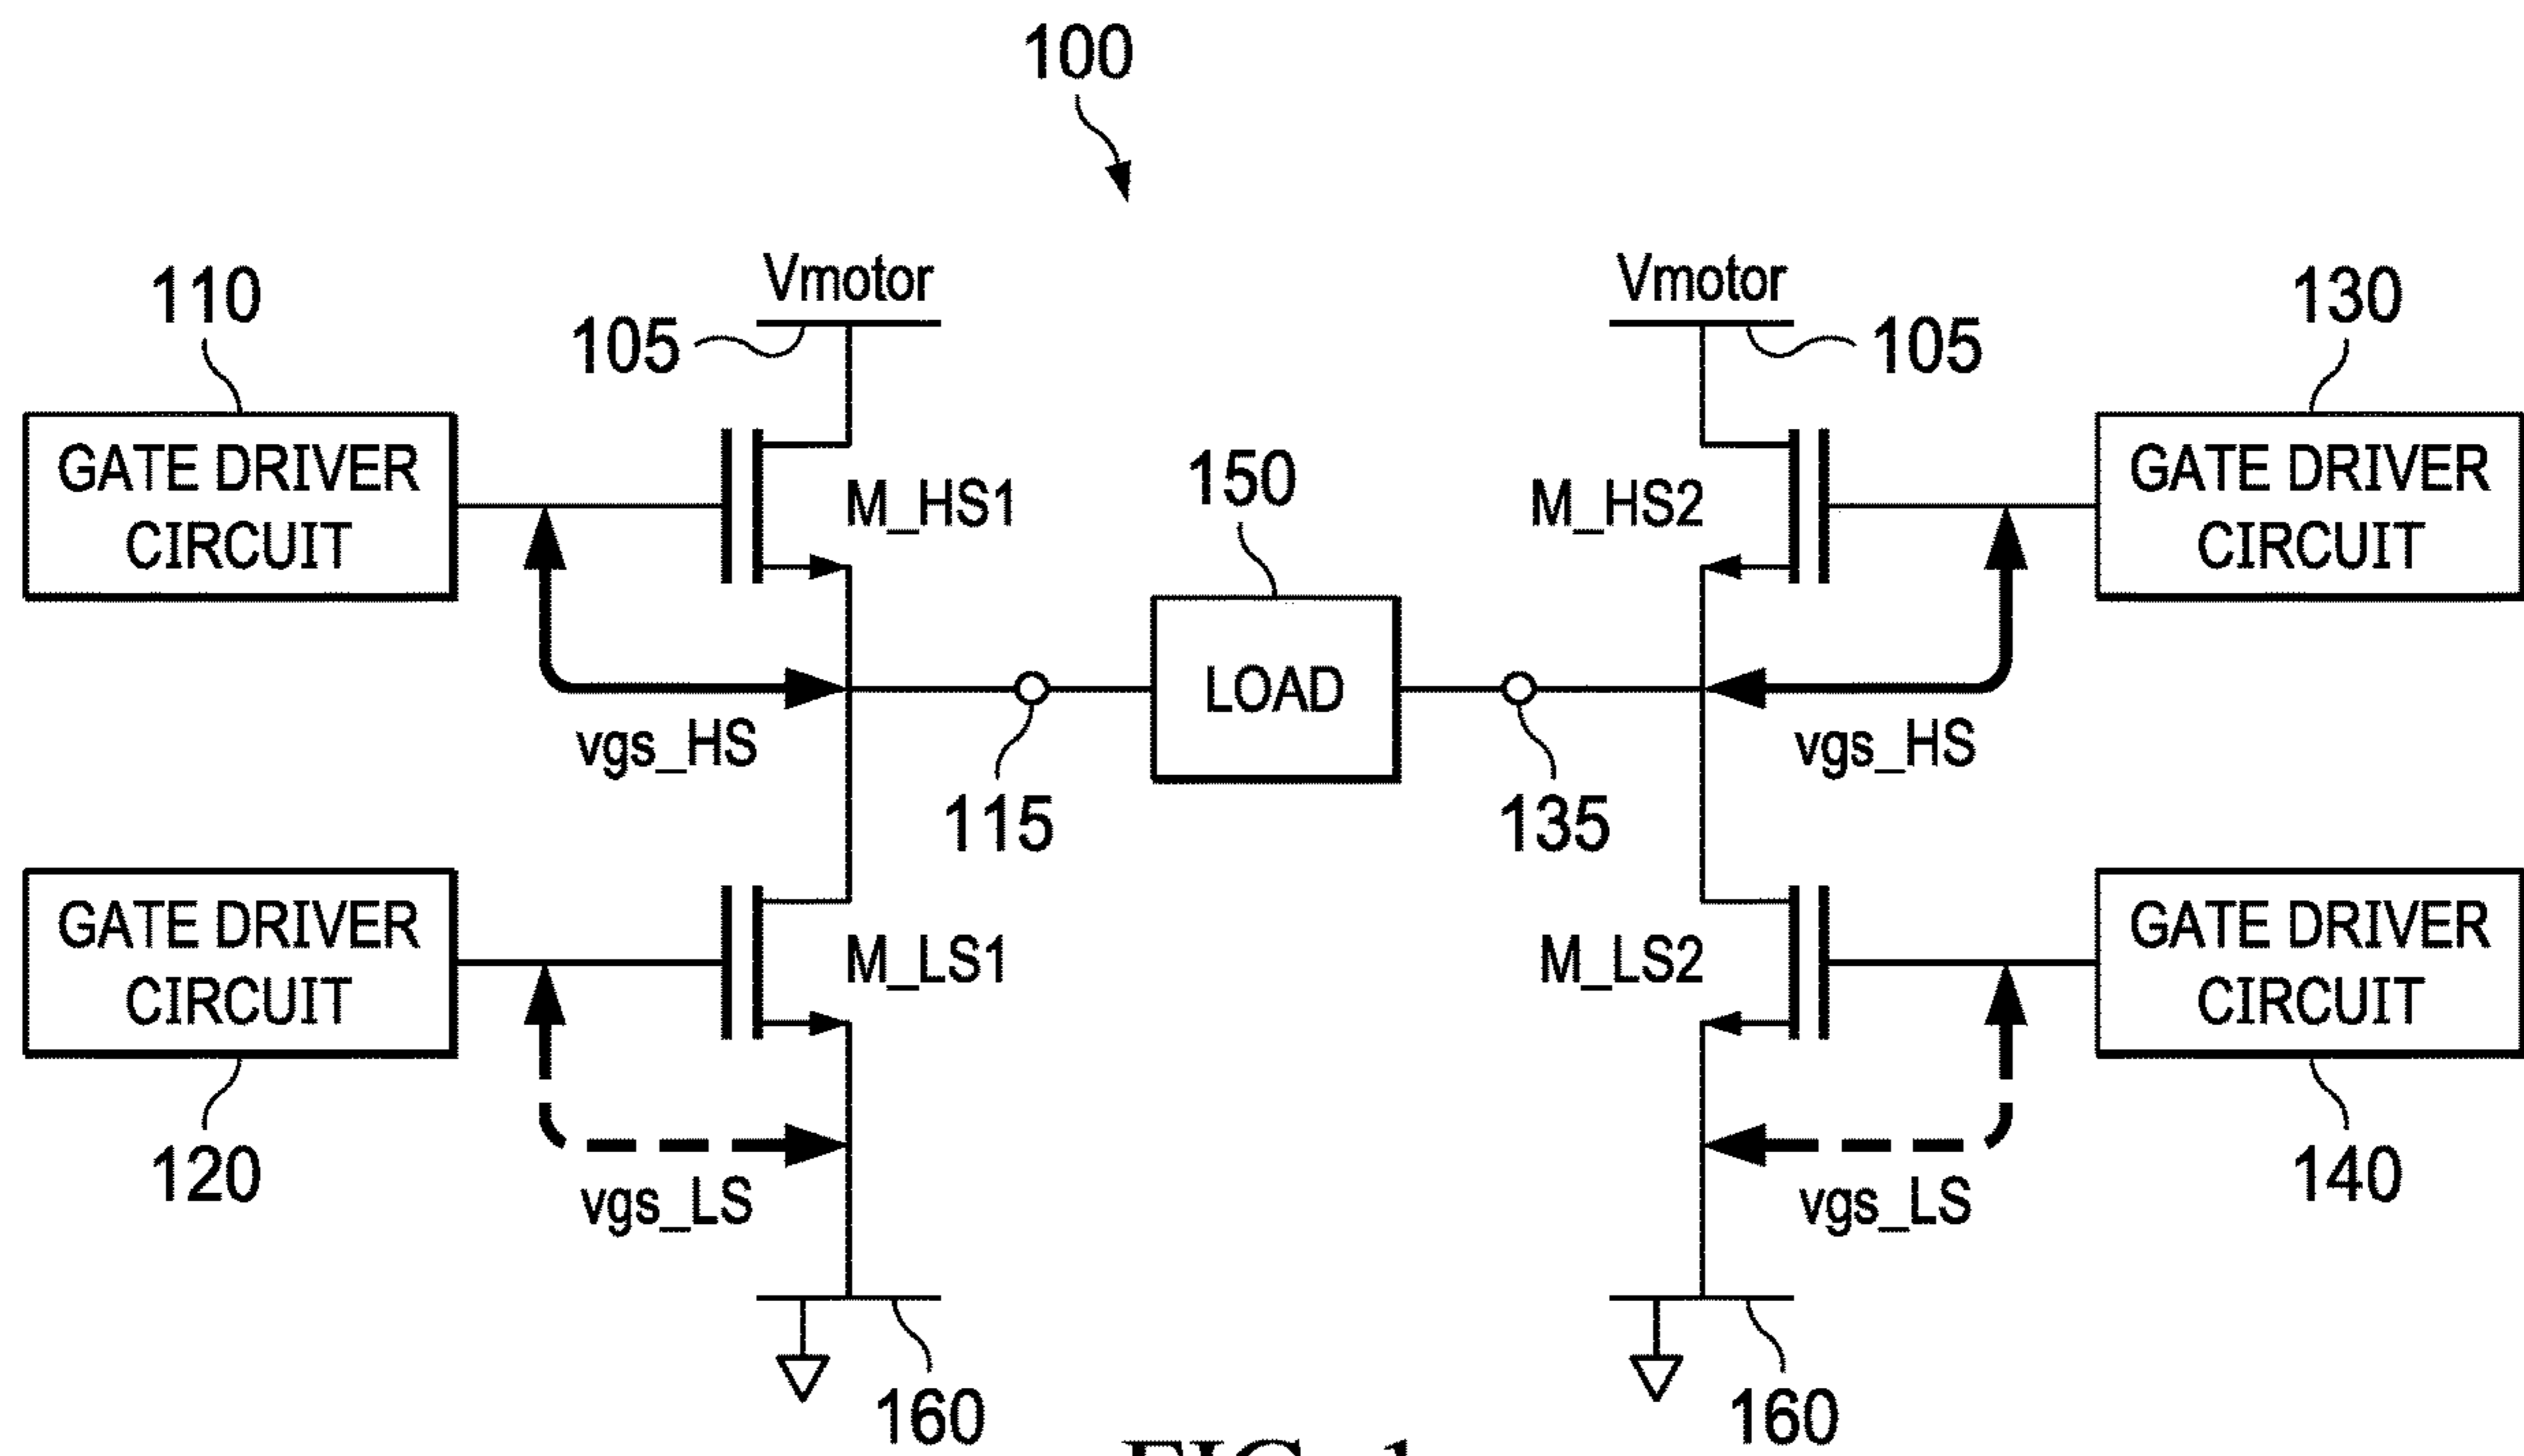 100
Vmotor
Vmotor
110
105
105
130
GATE DRIVER
CIRCUIT
M_HS1
150
M_HS2
GATE DRIVER
CIRCUIT
LOAD
vgs_HS
115
135
vgs_HS
GATE DRIVER
CIRCUIT
M_LS1
M_LS2
GATE DRIVER
CIRCUIT
120
vgs_LS
vgs_LS
140
160
160